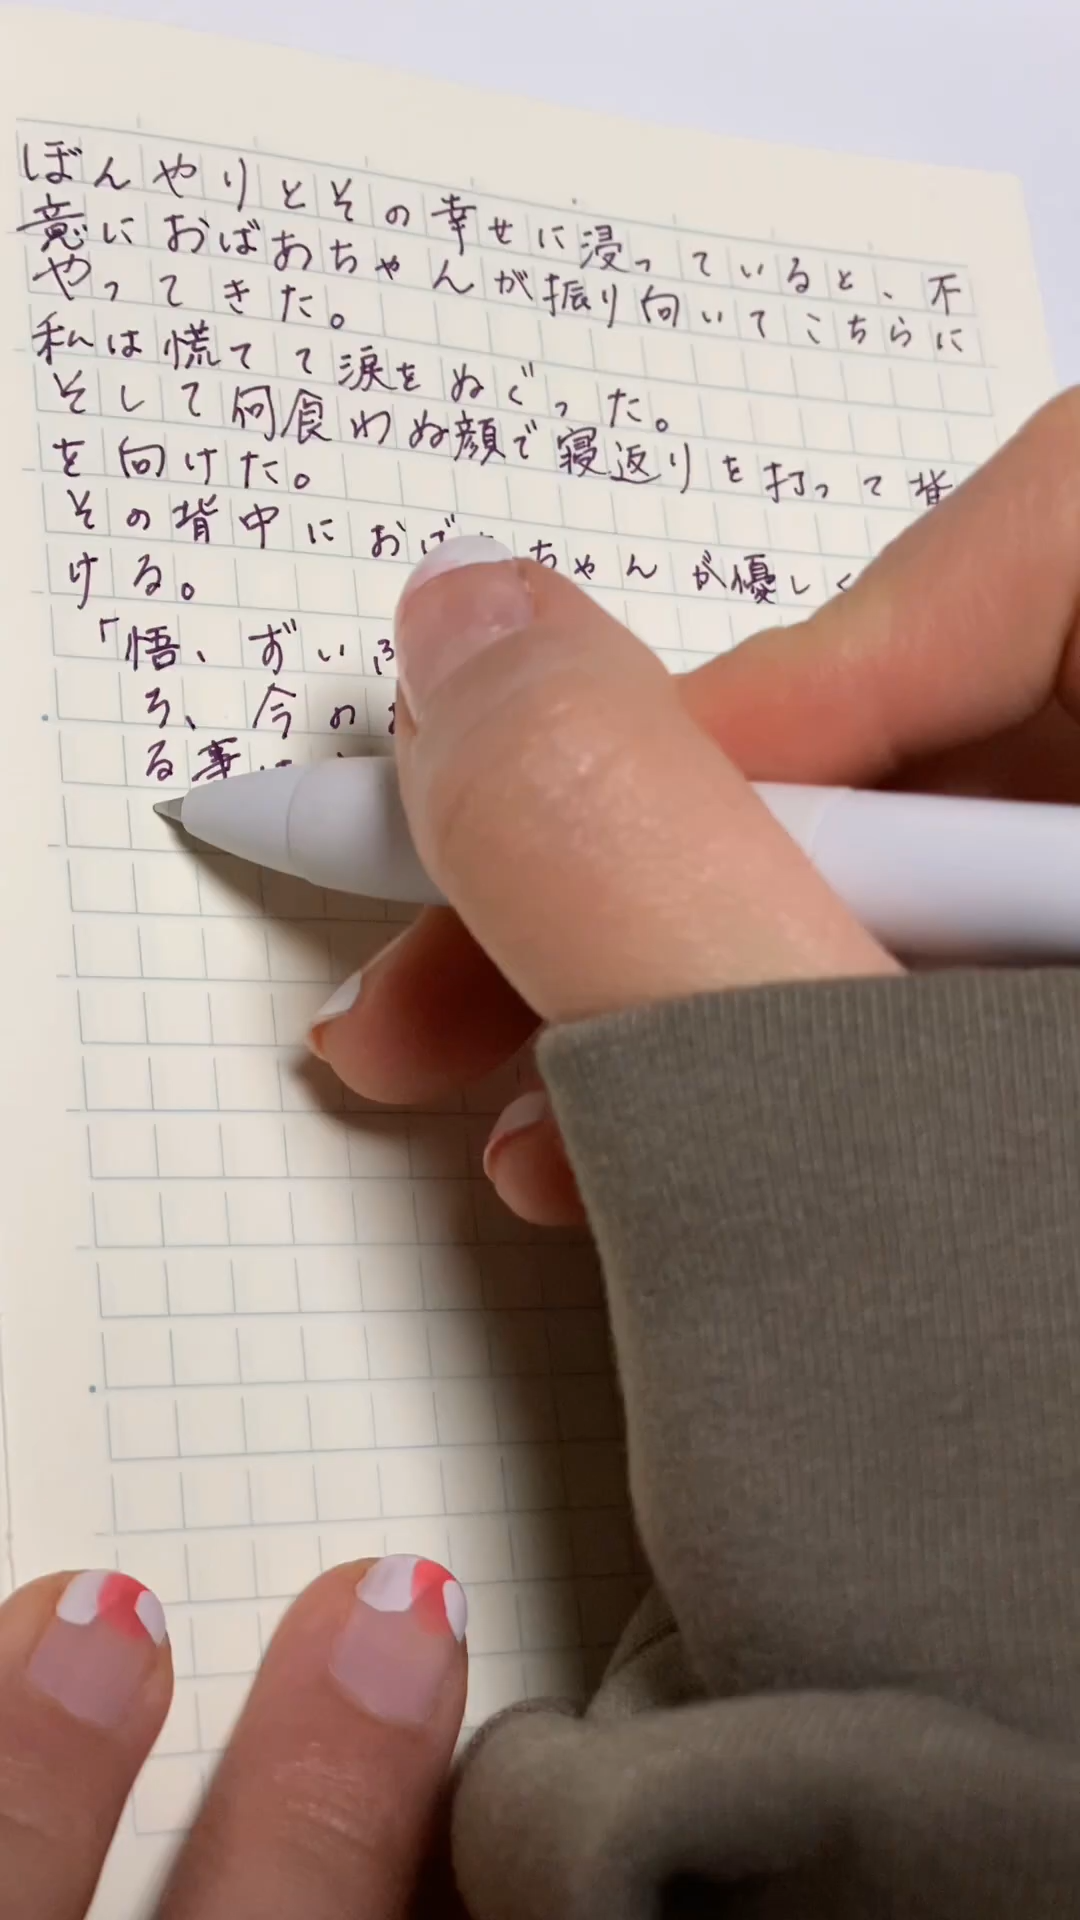 ぼんやりとその幸せに浸っていると、不
意におばあちゃんが振り向いてこちらに
やってきた。
私は慌てて涙をぬぐった。
そして何食わぬ顔で寝返りを打って背
を向けた。
その背中におば ちゃんが優しく
ける。
「悟、ずいぶ
ろ、今の
る事